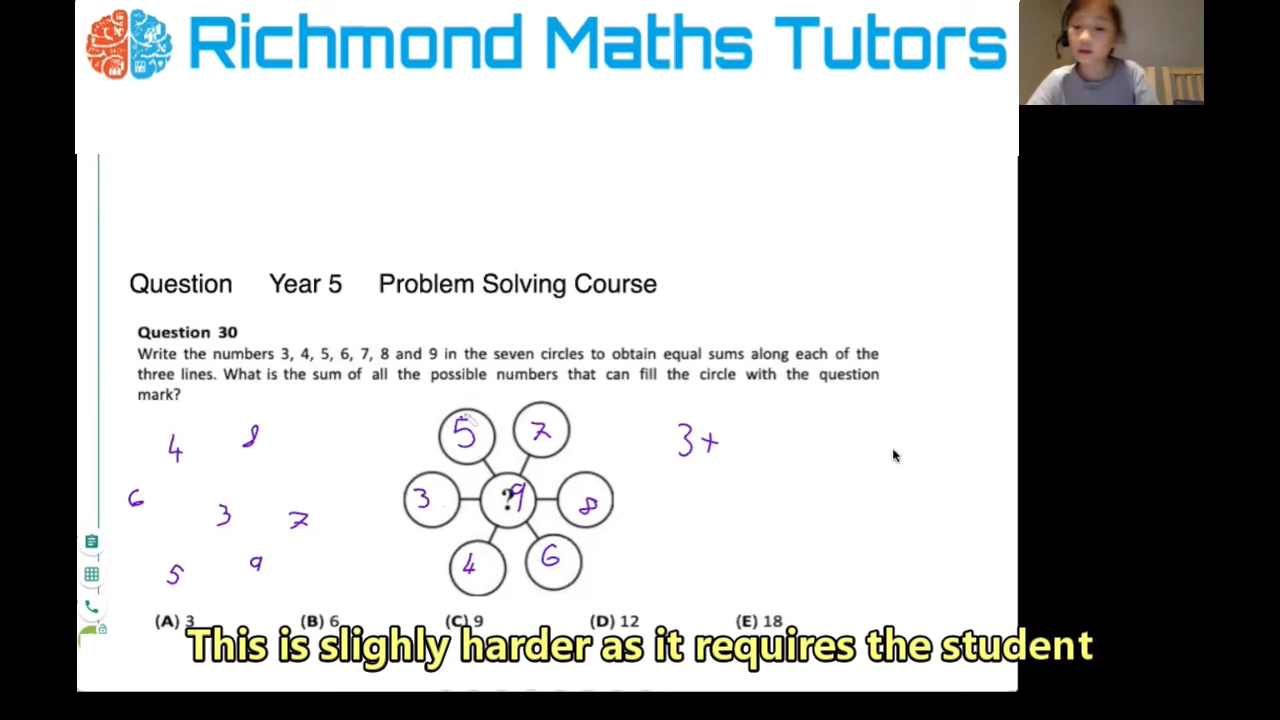 Richmond Maths Tutors
Question Year 5 Problem Solving Course
Question 30
Write the numbers 3, 4, 5, 6, 7, 8 and 9 in the seven circles to obtain equal sums along each of the
three lines. What is the sum of all the possible numbers that can fill the circle with the question
mark?
4 8
5 7
3+
6
3 7
3 ? 9 8
5 9
4 6
(A) 3 (B) 6 (C) 9 (D) 12 (E) 18
This is slighly harder as it requires the student